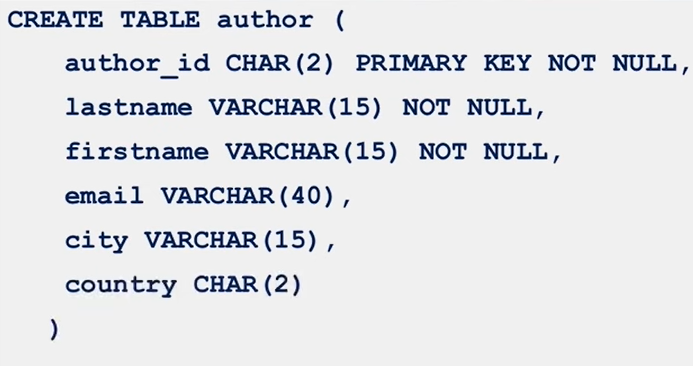 CREATE TABLE author (
author_id CHAR(2) PRIMARY KEY NOT NULL,
lastname VARCHAR(15) NOT NULL,
firstname VARCHAR(15) NOT NULL,
email VARCHAR(40),
city VARCHAR(15),
country CHAR(2)
)